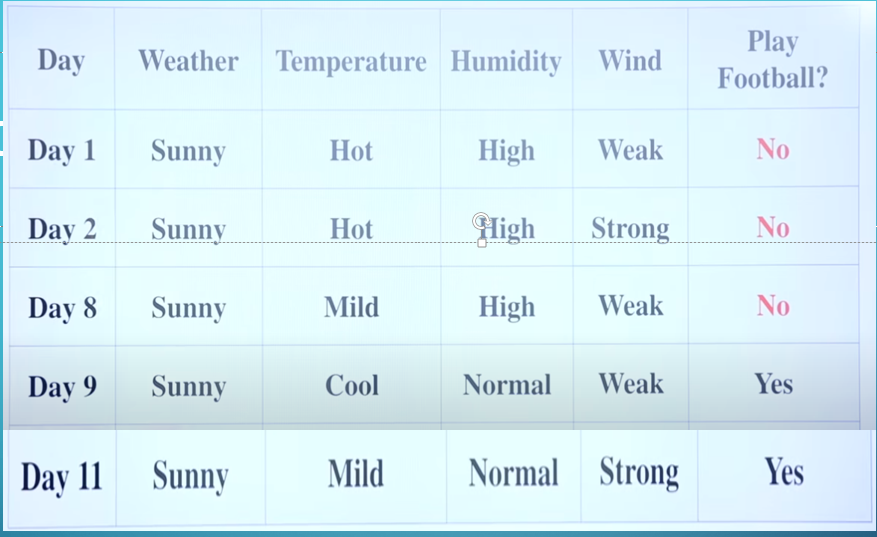 Day Weather Temperature Humidity Wind Play Football?
Day 1 Sunny Hot High Weak No
Day 2 Sunny Hot High Strong No
Day 8 Sunny Mild High Weak No
Day 9 Sunny Cool Normal Weak Yes
Day 11 Sunny Mild Normal Strong Yes